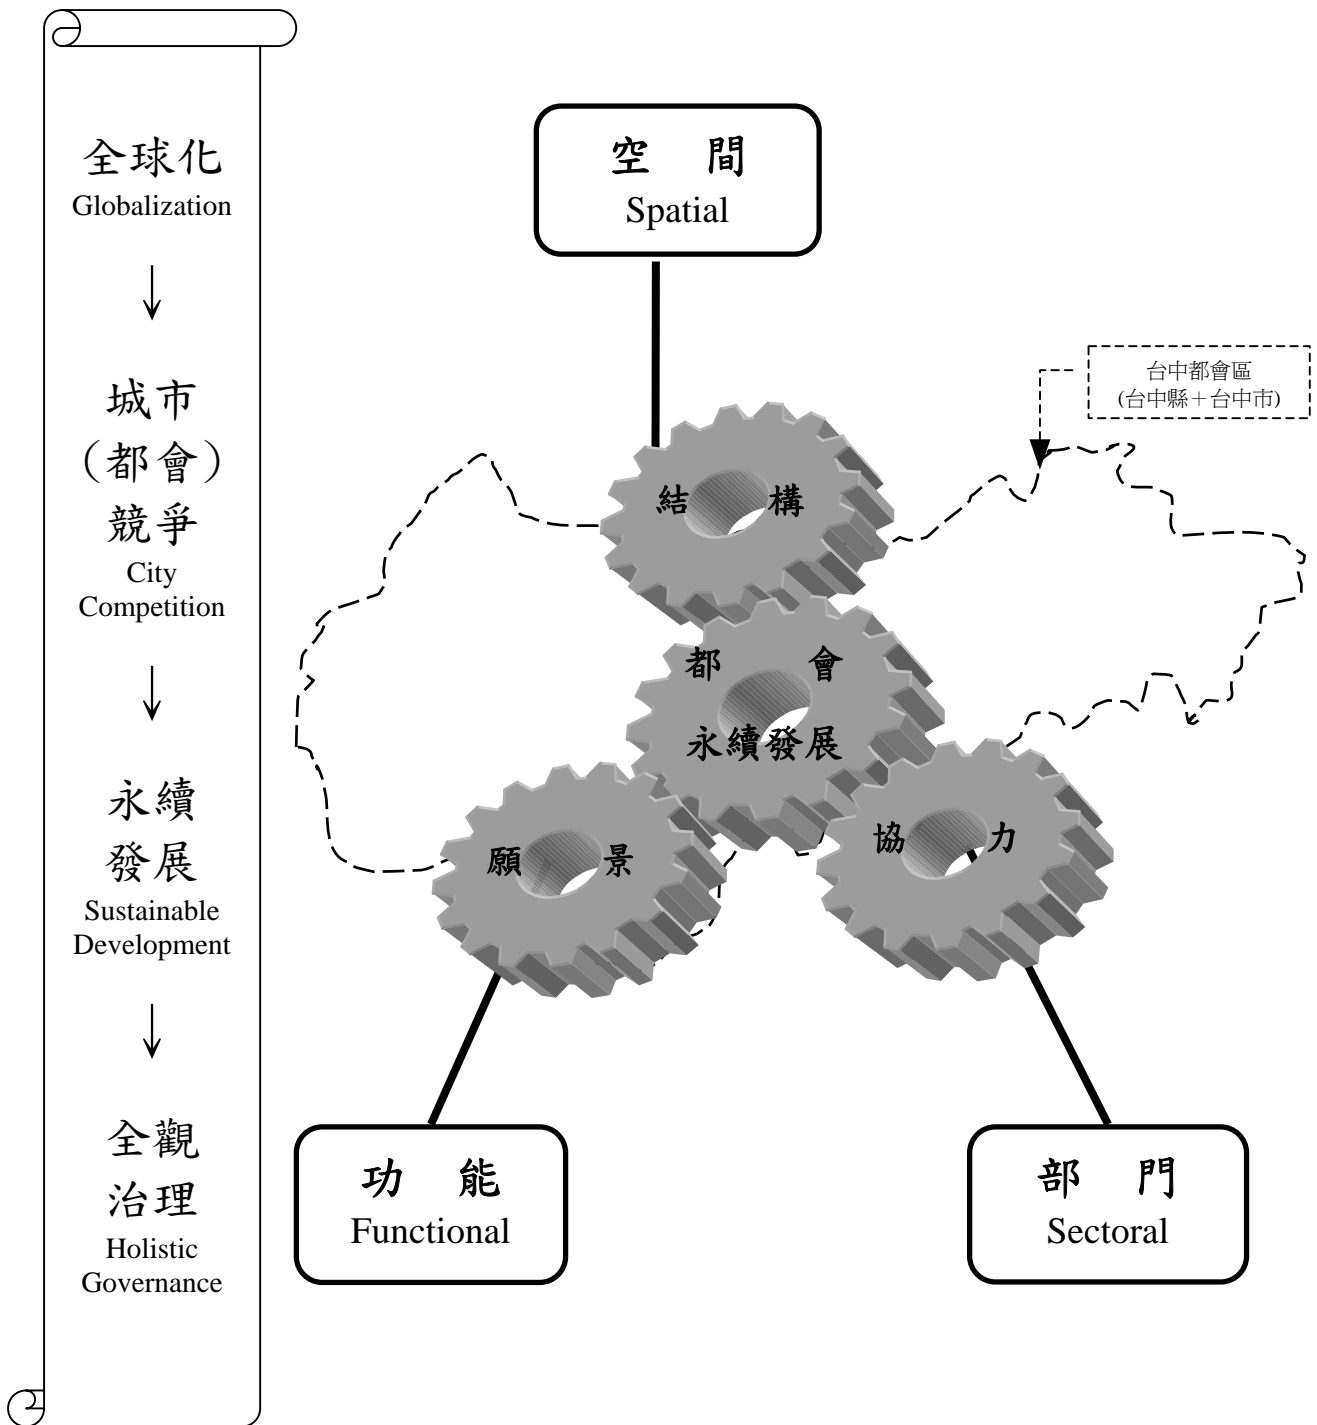 全球化
Globalization
城市
（都會）
競爭
City
Competition
永續
發展
Sustainable
Development
全觀
治理
Holistic
Governance
空 間
Spatial
台中都會區
(台中縣＋台中市)
結 構
都 會
永續發展
願 景
協 力
功 能
Functional
部 門
Sectoral